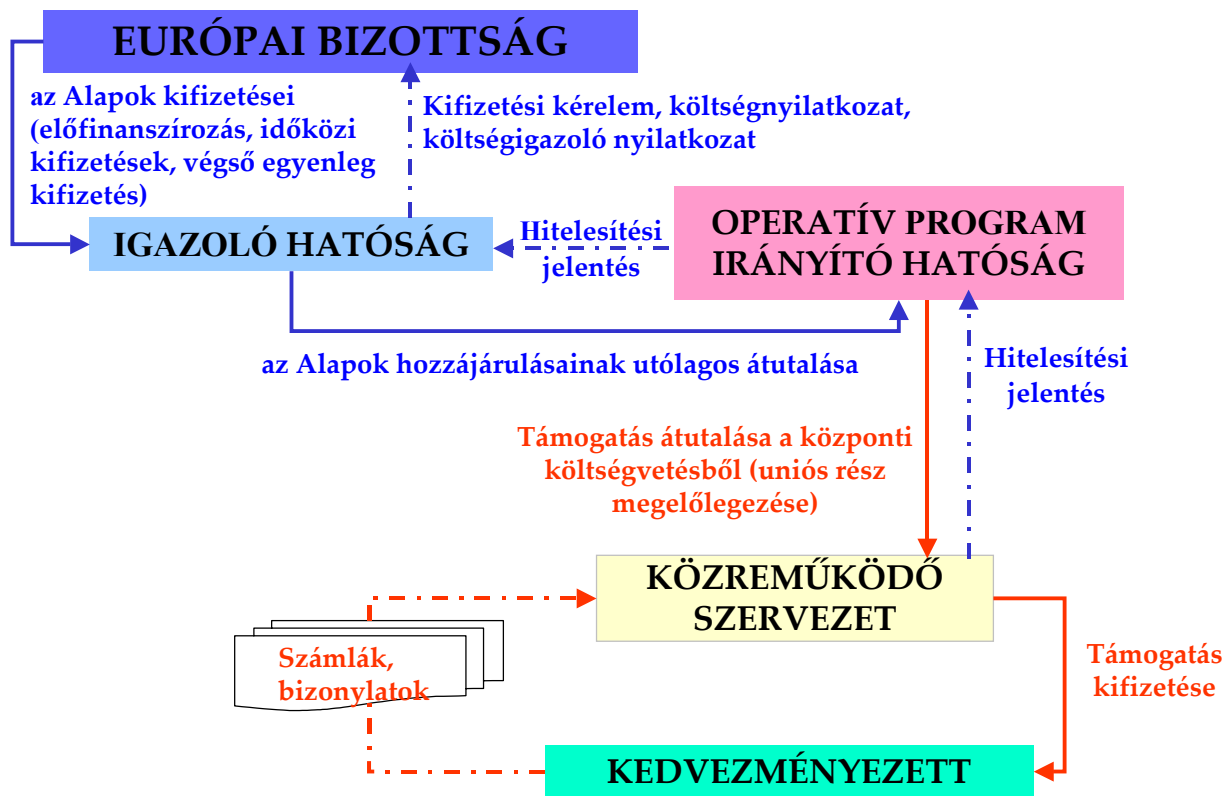 EURÓPAI BIZOTTSÁG
az Alapok kifizetései
(előfinanszírozás, időközi
kifizetések, végső egyenleg
kifizetés)
Kifizetési kérelem, költségnyilatkozat,
költségigazoló nyilatkozat
IGAZOLÓ HATÓSÁG
Hitelesítési
jelentés
OPERATÍV PROGRAM
IRÁNYÍTÓ HATÓSÁG
az Alapok hozzájárulásainak utólagos átutalása
Hitelesítési
jelentés
Támogatás átutalása a központi
költségvetésből (uniós rész
megelőlegezése)
KÖZREMŰKÖDŐ
SZERVEZET
Számlák,
bizonylatok
Támogatás
kifizetése
KEDVEZMÉNYEZETT